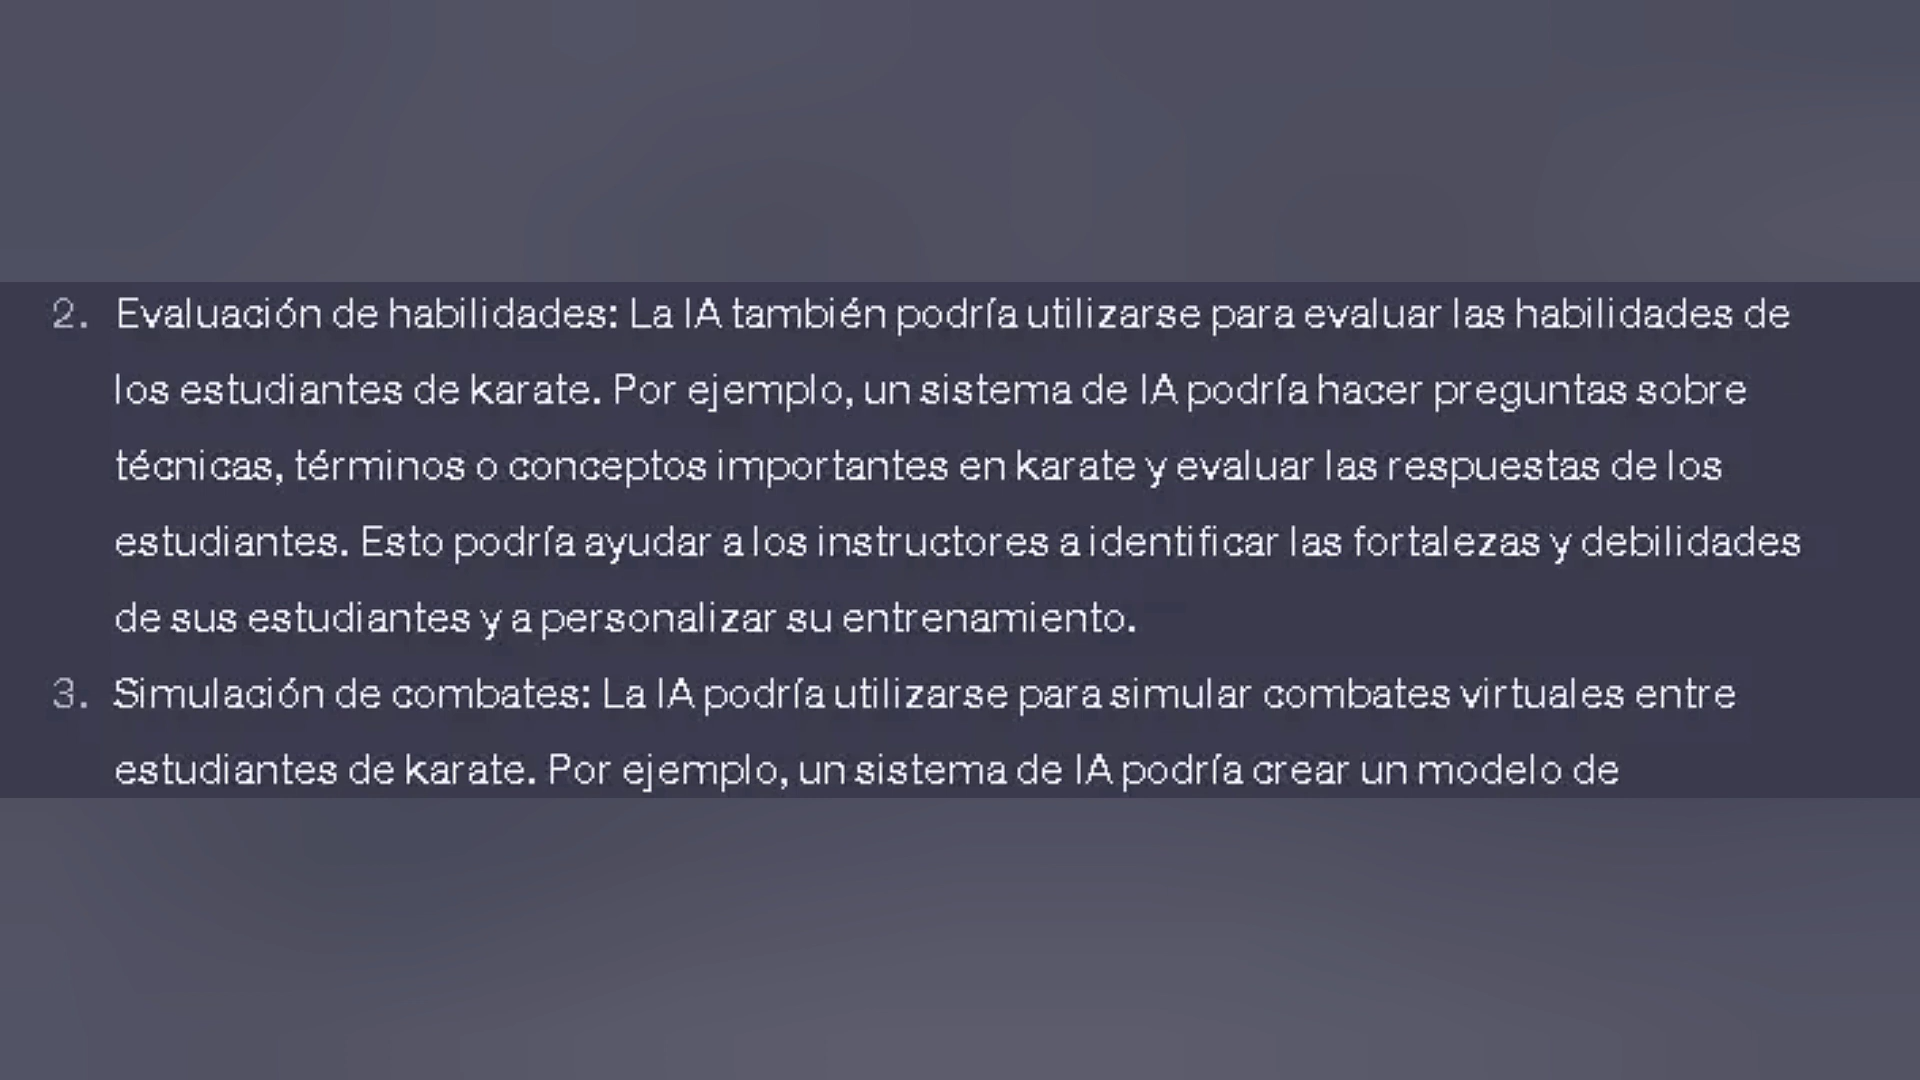 2. Evaluación de habilidades: La IA también podría utilizarse para evaluar las habilidades de
los estudiantes de karate. Por ejemplo, un sistema de IA podría hacer preguntas sobre
técnicas, términos o conceptos importantes en karate y evaluar las respuestas de los
estudiantes. Esto podría ayudar a los instructores a identificar las fortalezas y debilidades
de sus estudiantes y a personalizar su entrenamiento.
3. Simulación de combates: La IA podría utilizarse para simular combates virtuales entre
estudiantes de karate. Por ejemplo, un sistema de IA podría crear un modelo de